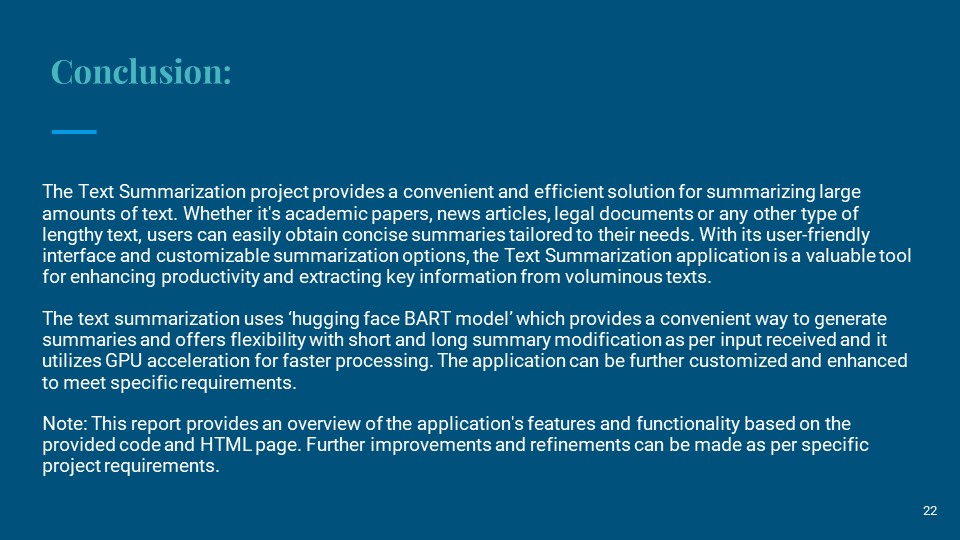 Conclusion:
The Text Summarization project provides a convenient and efficient solution for summarizing large
amounts of text. Whether it's academic papers, news articles, legal documents or any other type of
lengthy text, users can easily obtain concise summaries tailored to their needs. With its user-friendly
interface and customizable summarization options, the Text Summarization application is a valuable tool
for enhancing productivity and extracting key information from voluminous texts.
The text summarization uses ‘hugging face BART model’ which provides a convenient way to generate
summaries and offers flexibility with short and long summary modification as per input received and it
utilizes GPU acceleration for faster processing. The application can be further customized and enhanced
to meet specific requirements.
Note: This report provides an overview of the application's features and functionality based on the
provided code and HTML page. Further improvements and refinements can be made as per specific
project requirements.
22